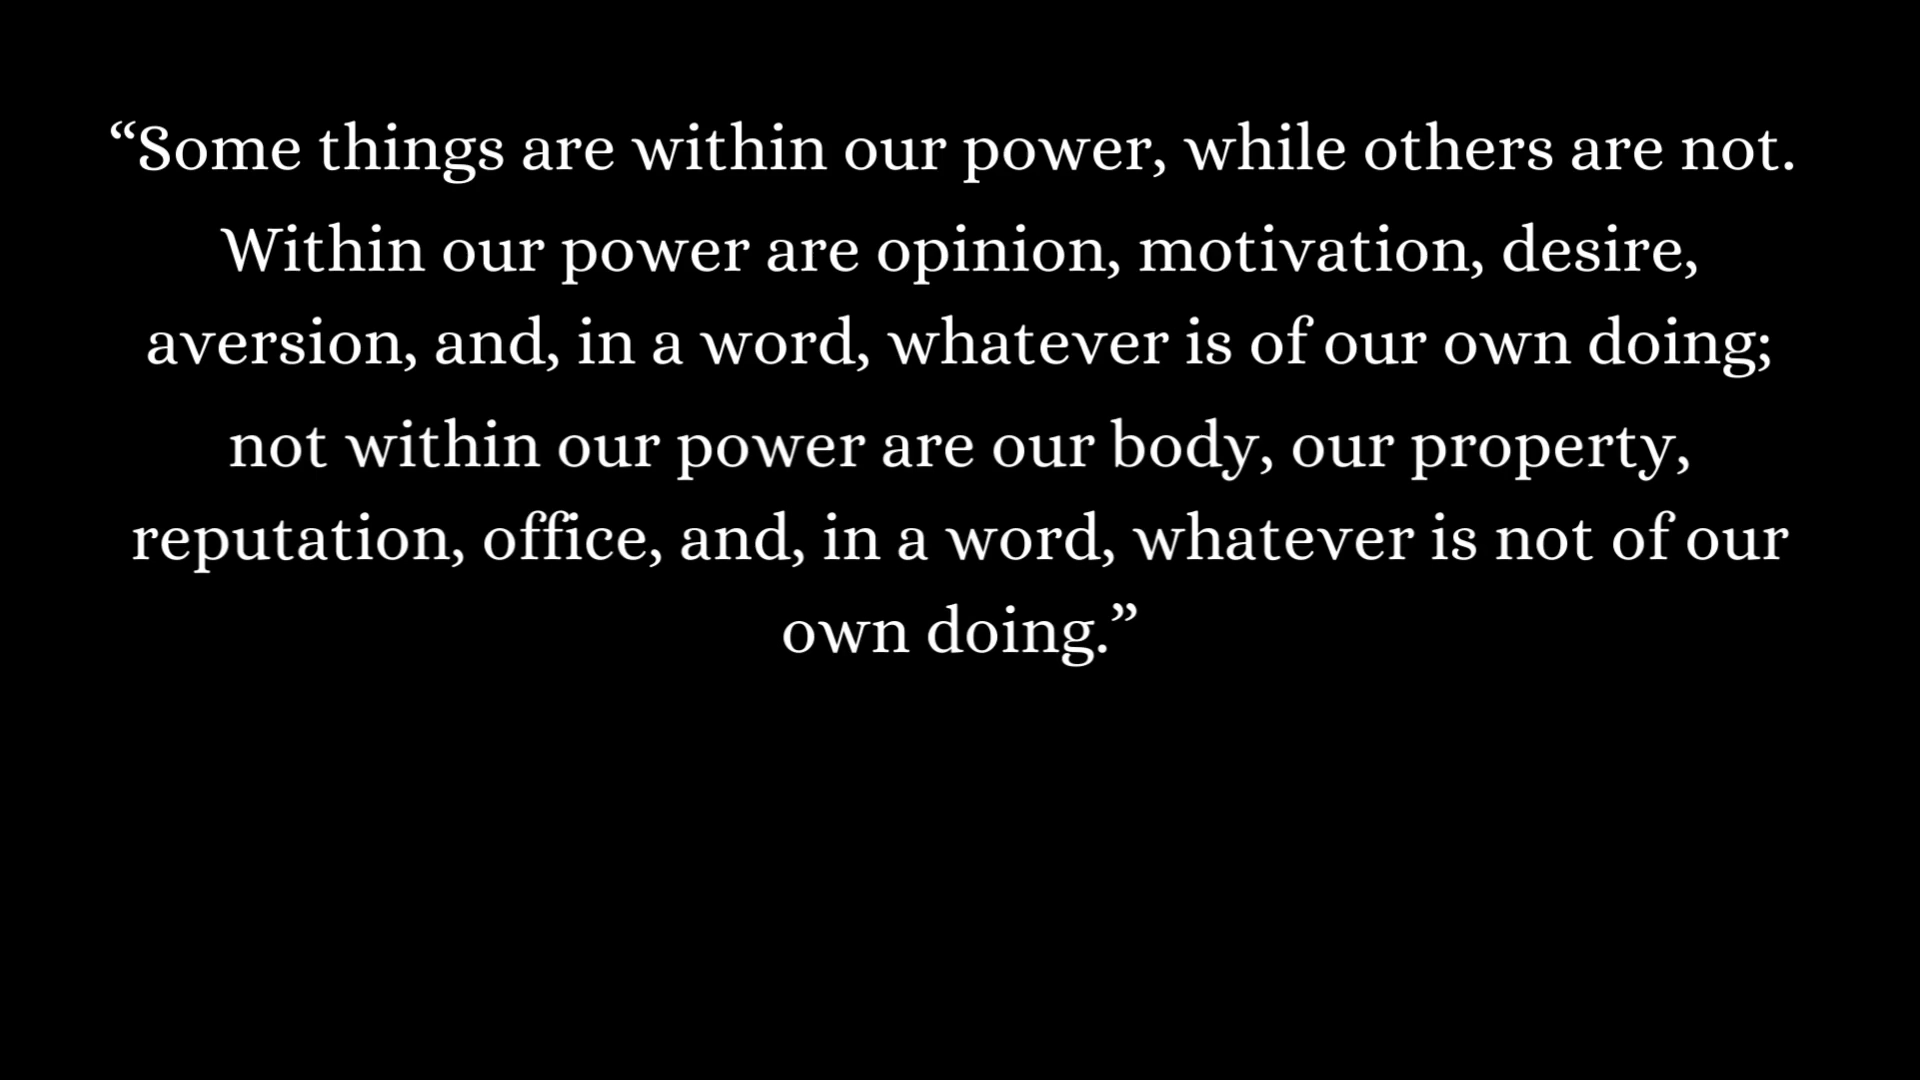 “Some things are within our power, while others are not.
Within our power are opinion, motivation, desire,
aversion, and, in a word, whatever is of our own doing;
not within our power are our body, our property,
reputation, office, and, in a word, whatever is not of our
own doing.”